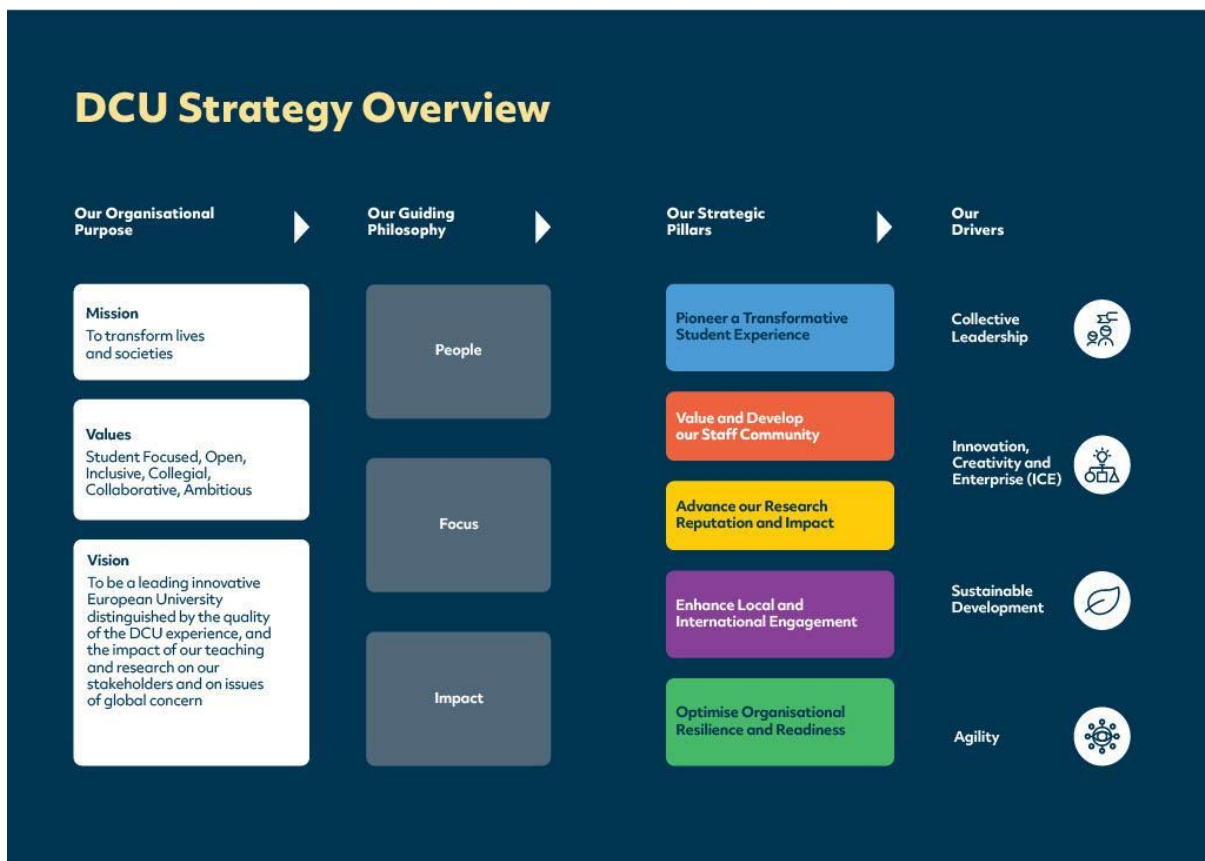 DCU Strategy Overview
Our Organisational
Purpose
Our Guiding
Philosophy
Our Strategic
Pillars
Our
Drivers
Mission
To transform lives
and societies
Values
Student Focused, Open,
Inclusive, Collegial,
Collaborative, Ambitious
Vision
To be a leading innovative
European University
distinguished by the quality
of the DCU experience, and
the impact of our teaching
and research on our
stakeholders and on issues
of global concern
People
Focus
Impact
Pioneer a Transformative
Student Experience
Value and Develop
our Staff Community
Advance our Research
Reputation and Impact
Enhance Local and
International Engagement
Optimise Organisational
Resilience and Readiness
Collective
Leadership
Innovation,
Creativity and
Enterprise (ICE)
Sustainable
Development
Agility